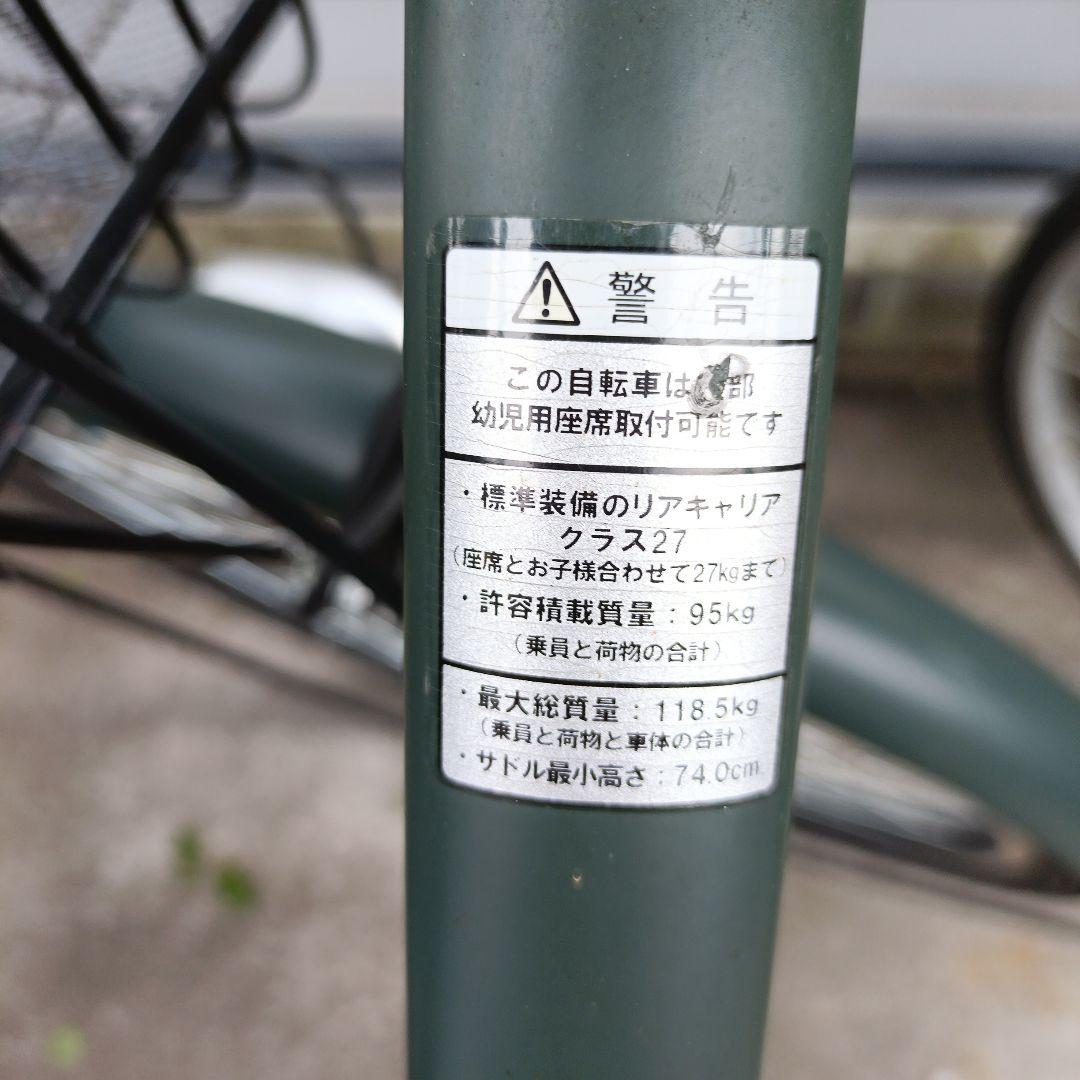 警告
この自転車は部
幼児用座席取付可能です
・標準装備のリアキャリア
クラス27
(座席とお子様合わせて27kgまで)
・許容積載質量：95kg
(乗員と荷物の合計)
・最大総質量：118.5kg
(乗員と荷物と車体の合計)
・サドル最小高さ：74.0cm